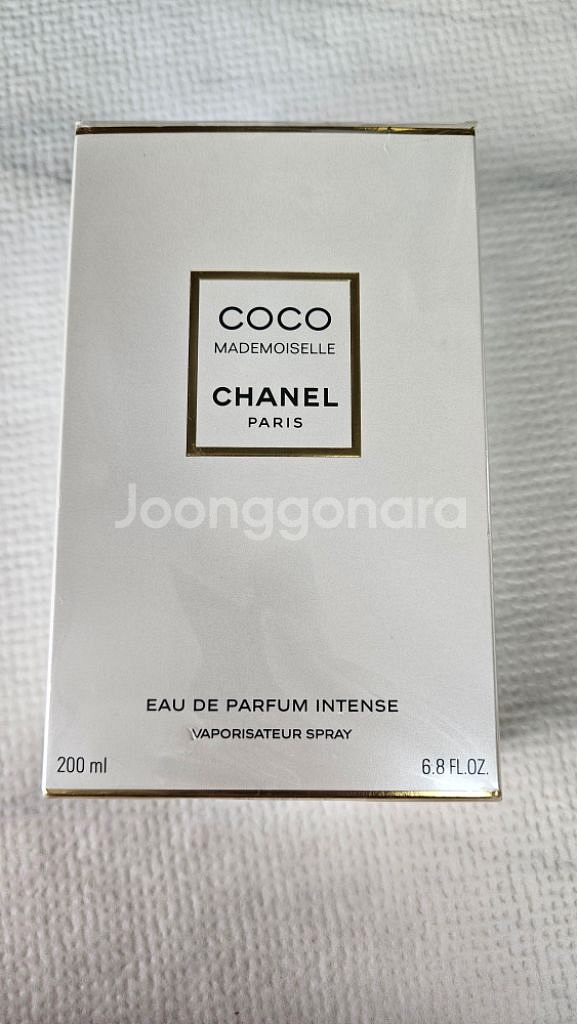 COCO
MADEMOISELLE
CHANEL
PARIS
Joonggonara
EAU DE PARFUM INTENSE
VAPORISATEUR SPRAY
200 ml 6.8 FL.OZ.